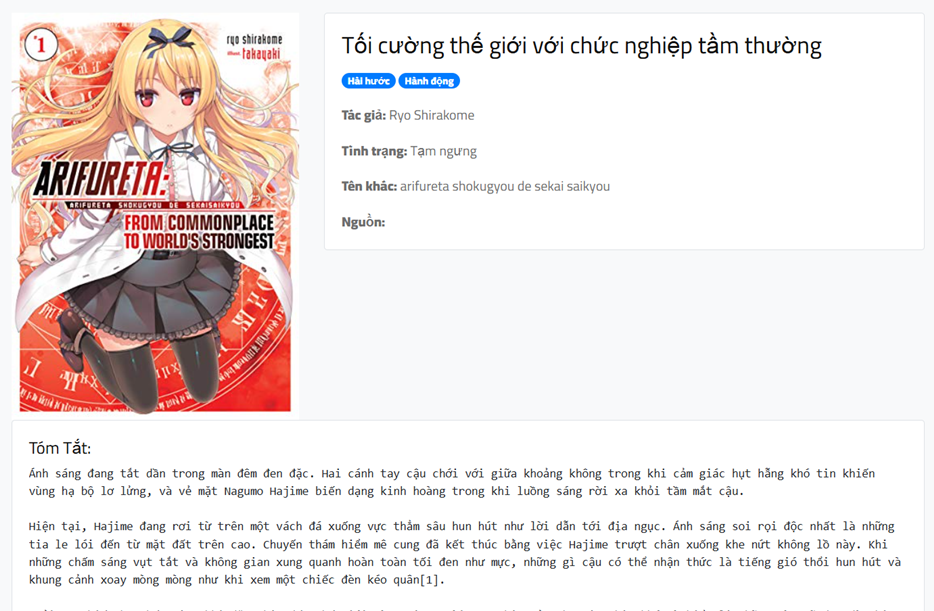 1
ryo shirakome
illust: takayaki
ARIFURETA:
ARIFURETA SHOKUGYOU DE SEKAISAIKYOU
FROM COMMONPLACE
TO WORLD'S STRONGEST
Tối cường thế giới với chức nghiệp tầm thường
Hài hước Hành động
Tác giả: Ryo Shirakome
Tình trạng: Tạm ngưng
Tên khác: arifureta shokugyou de sekai saikyou
Nguồn:
Tóm Tắt:
Ánh sáng đang tắt dần trong màn đêm đen đặc. Hai cánh tay cậu chới với giữa khoảng không trong khi cảm giác hụt hẫng khó tin khiến
vùng hạ bộ lơ lửng, và vẻ mặt Nagumo Hajime biến dạng kinh hoàng trong khi luồng sáng rời xa khỏi tầm mắt cậu.
Hiện tại, Hajime đang rơi từ trên một vách đá xuống vực thẳm sâu hun hút như lời dẫn tới địa ngục. Ánh sáng soi rọi độc nhất là những
tia le lói đến từ mặt đất trên cao. Chuyến thám hiểm mê cung đã kết thúc bằng việc Hajime trượt chân xuống khe nứt khổng lồ này. Khi
những chấm sáng vụt tắt và không gian xung quanh hoàn toàn tối đen như mực, những gì cậu có thể nhận thức là tiếng gió thổi hun hút và
khung cảnh xoay mòng mòng như khi xem một chiếc đèn kéo quân[1].